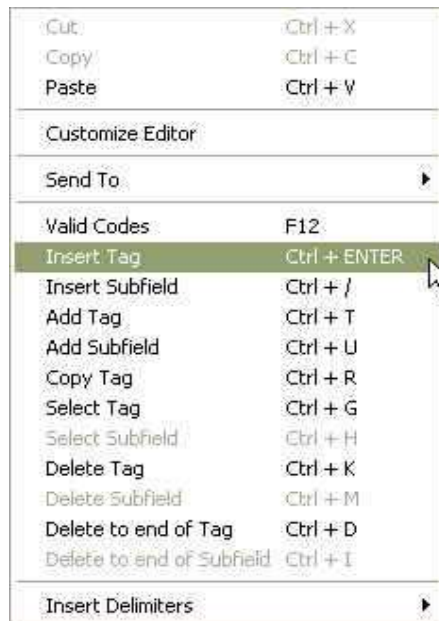 Cut Ctrl + X
Copy Ctrl + C
Paste Ctrl + V
Customize Editor
Send To
Valid Codes F12
Insert Tag Ctrl + ENTER
Insert Subfield Ctrl + /
Add Tag Ctrl + T
Add Subfield Ctrl + U
Copy Tag Ctrl + R
Select Tag Ctrl + G
Select Subfield Ctrl + H
Delete Tag Ctrl + K
Delete Subfield Ctrl + M
Delete to end of Tag Ctrl + D
Delete to end of Subfield Ctrl + I
Insert Delimiters